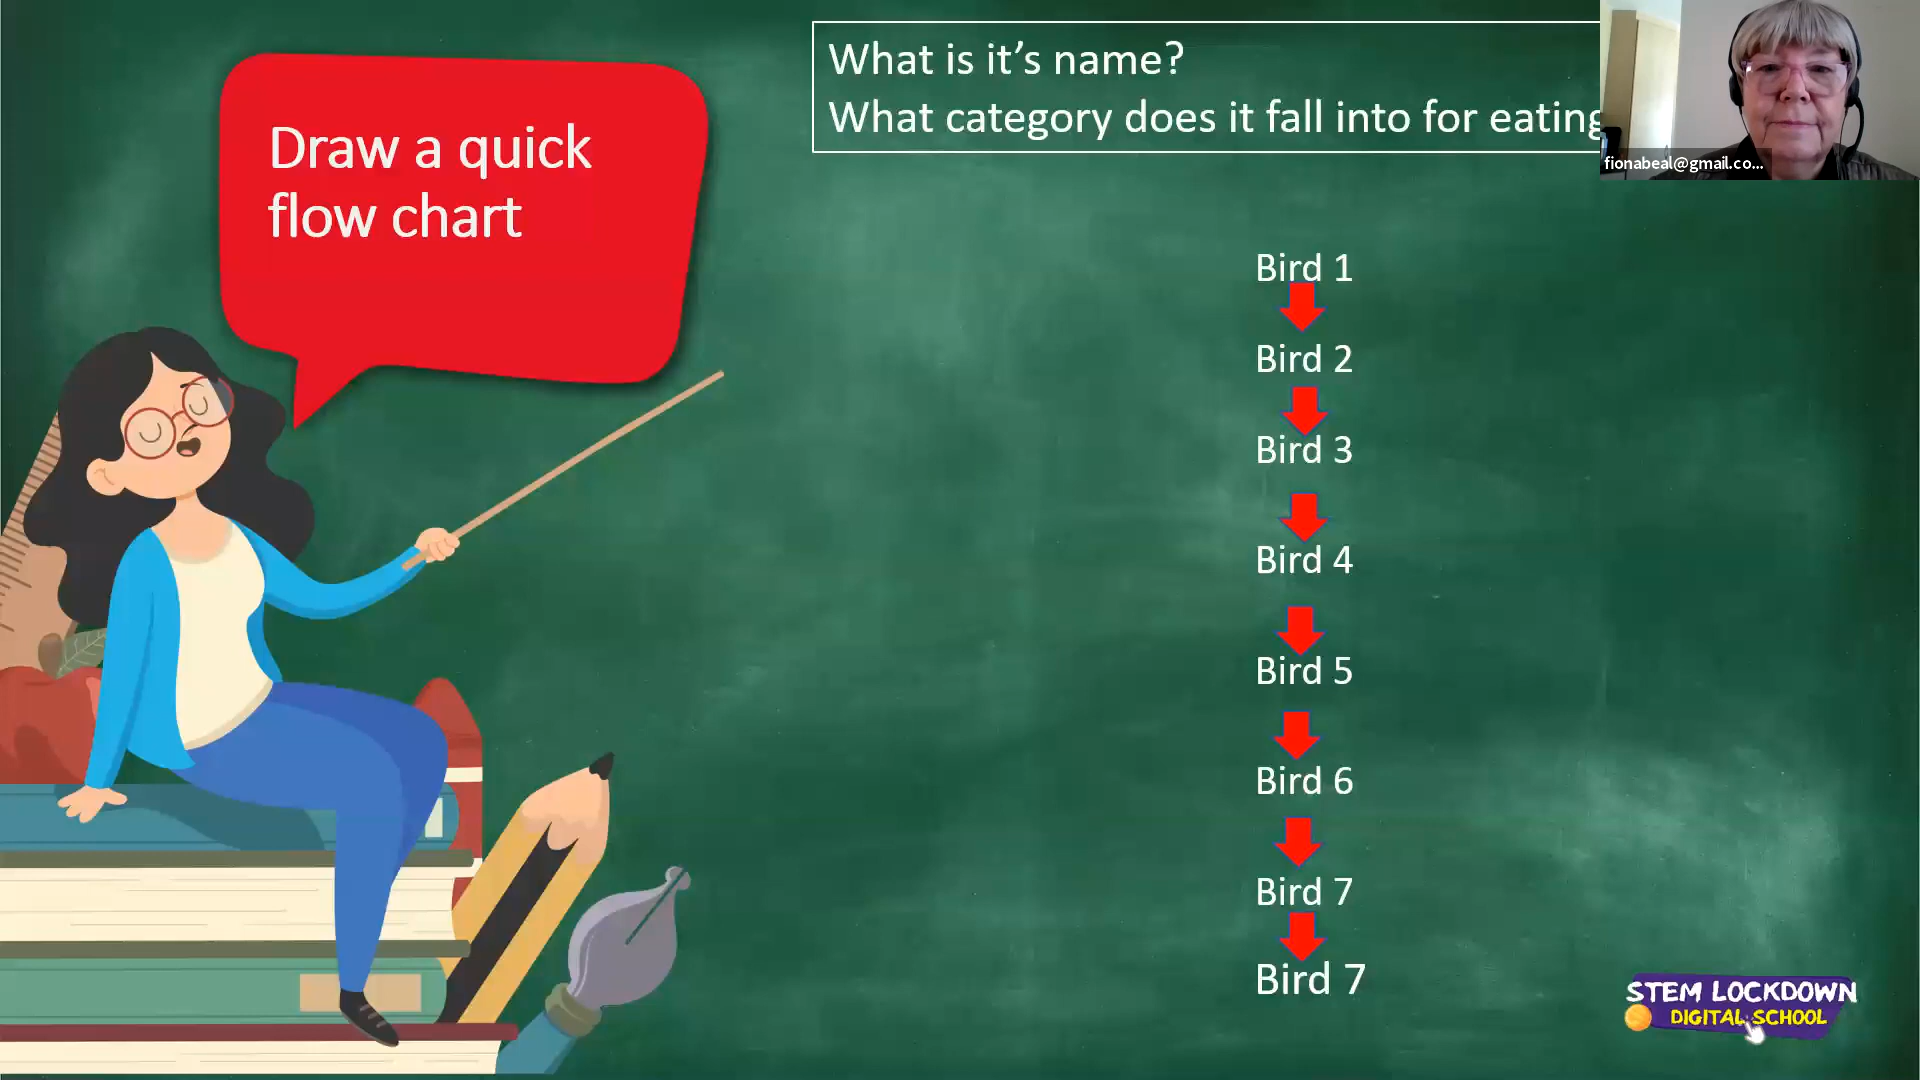 Draw a quick
flow chart
What is it’s name?
What category does it fall into for eating
fionabeal@gmail.co...
Bird 1
Bird 2
Bird 3
Bird 4
Bird 5
Bird 6
Bird 7
Bird 7
STEM LOCKDOWN
DIGITAL SCHOOL